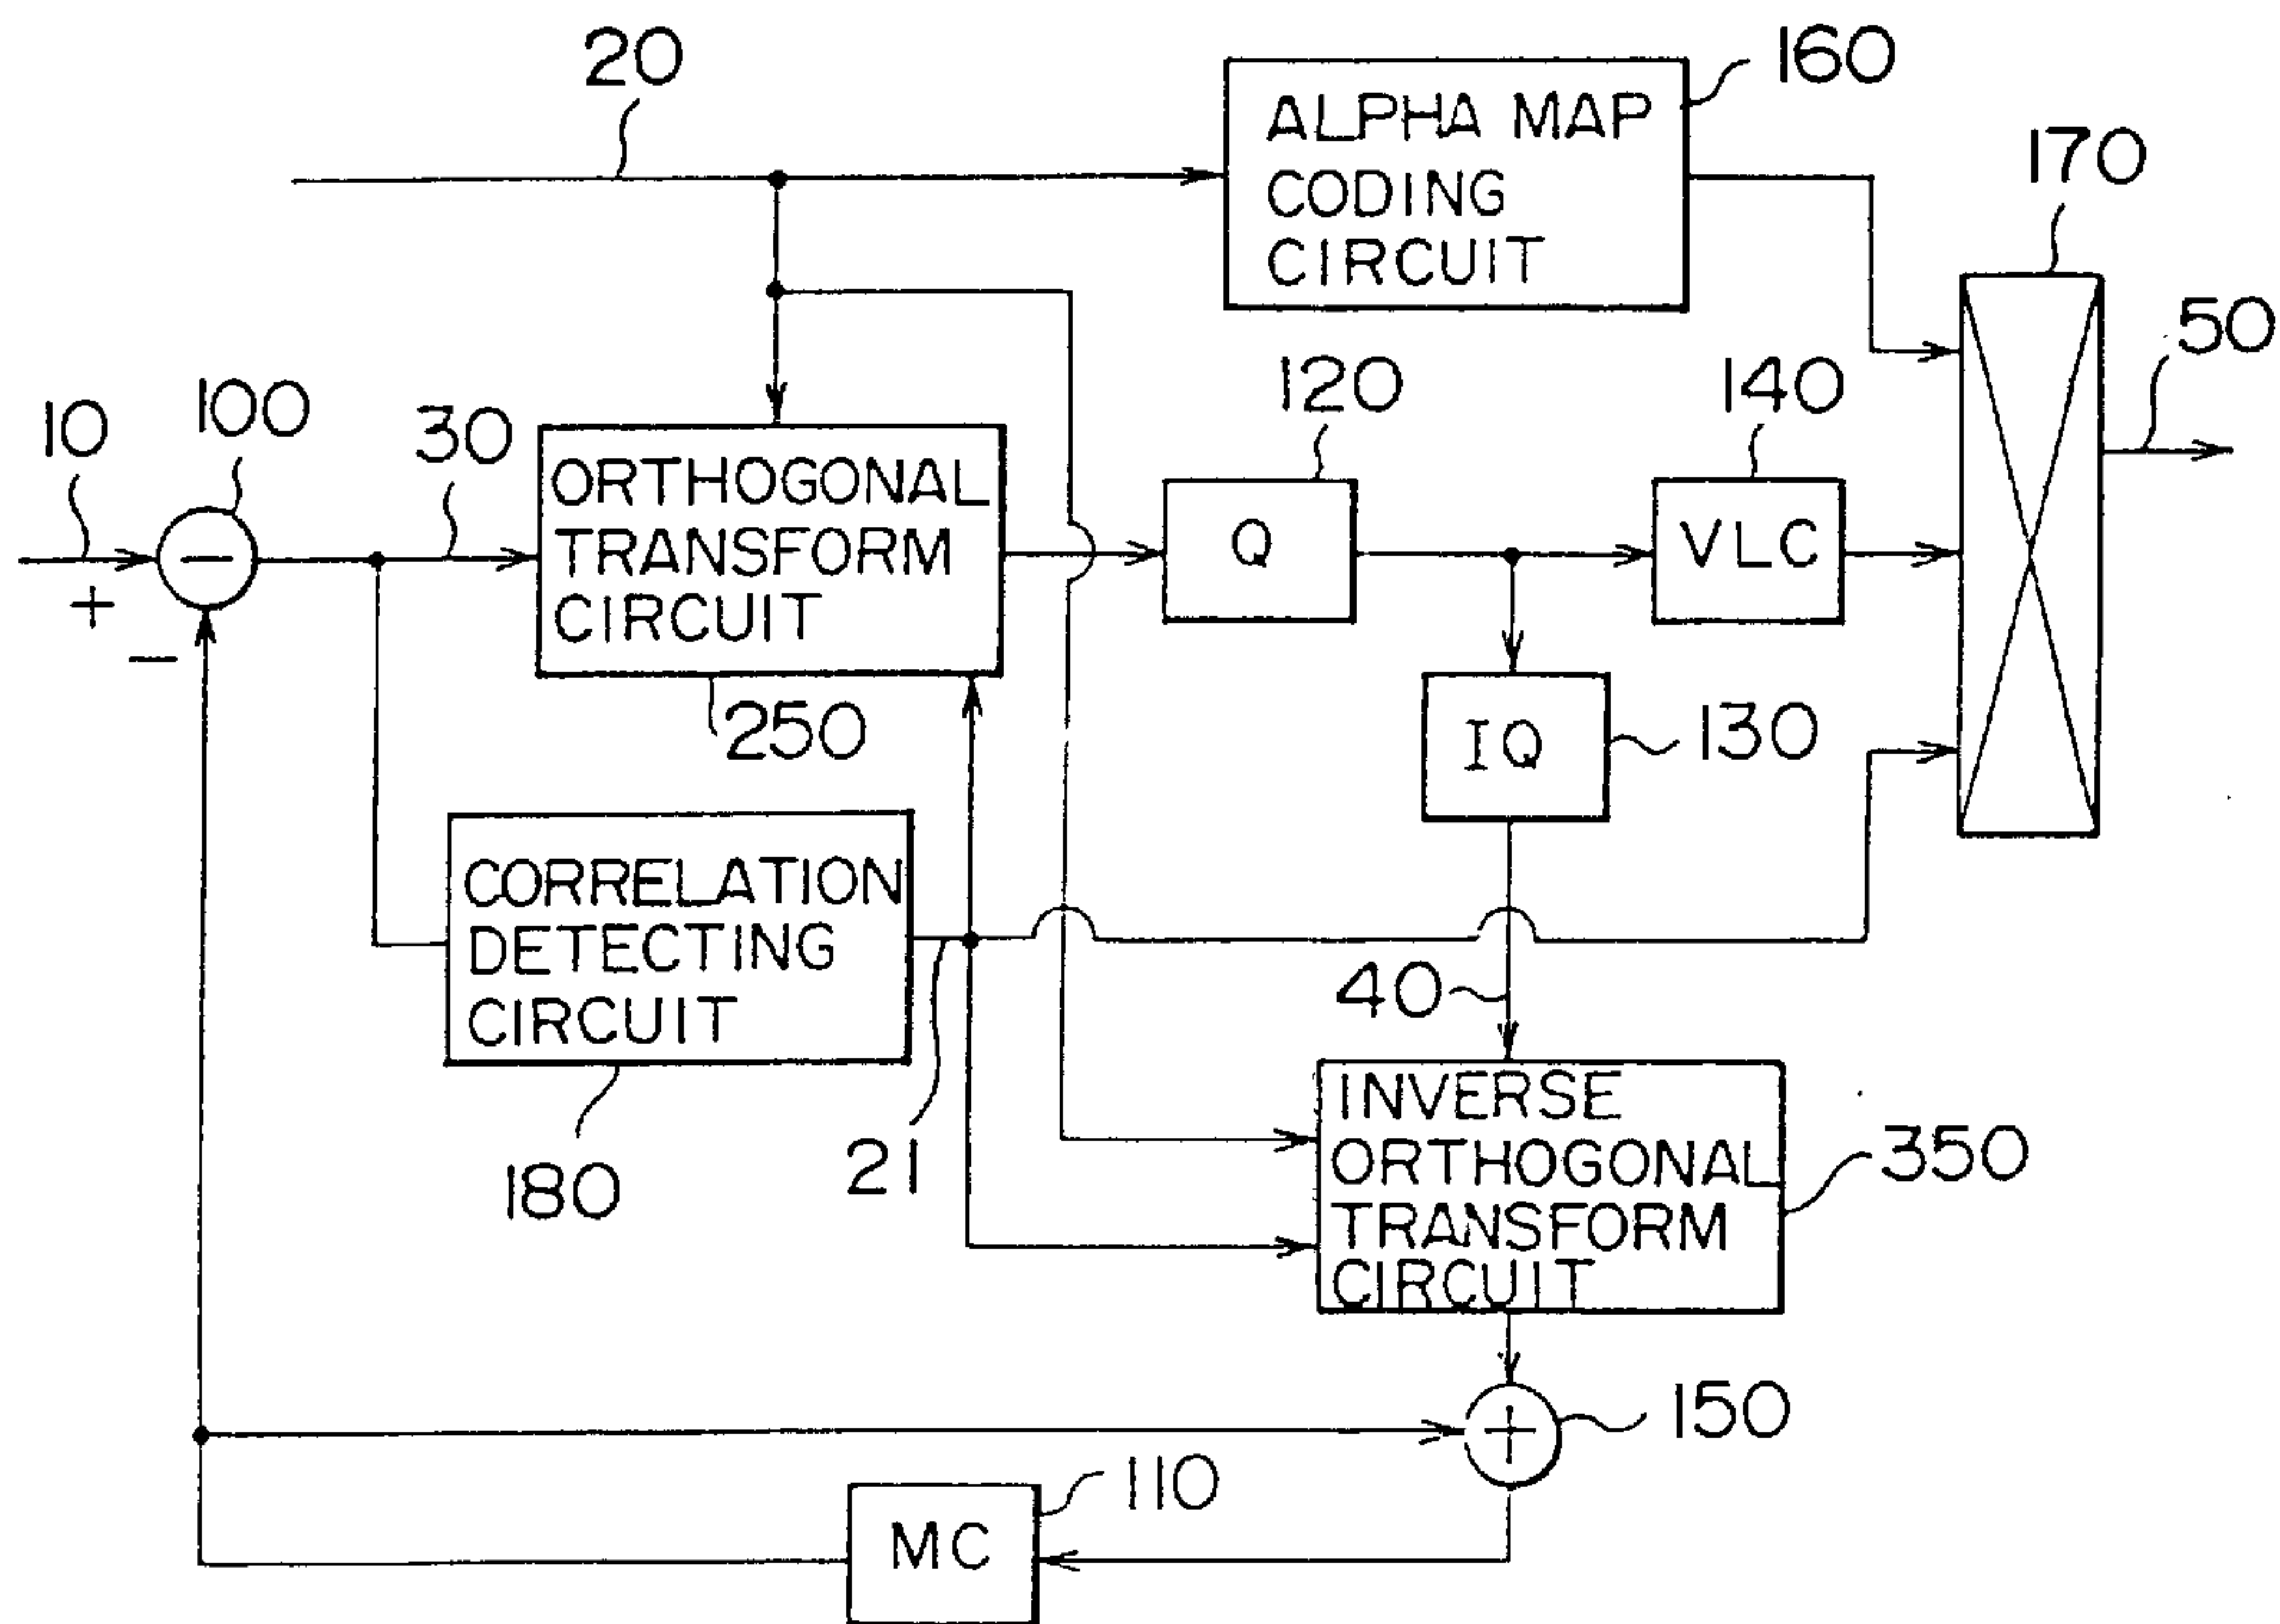 20
160
ALPHA MAP
CODING
CIRCUIT
170
50
10
100
30
120
140
ORTHOGONAL
TRANSFORM
CIRCUIT
Q
VLC
+
−
−
250
IQ
130
CORRELATION
DETECTING
CIRCUIT
40
180
21
INVERSE
ORTHOGONAL
TRANSFORM
CIRCUIT
350
+
150
110
MC